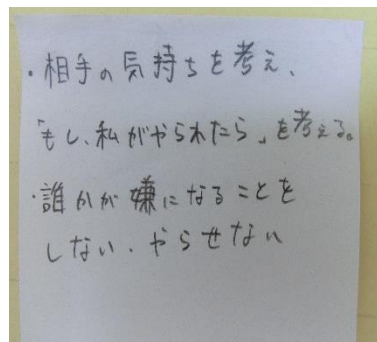 ・相手の気持ちを考え、
「もし、私がやられたら」を考える。
・誰かが嫌になることを
しない、やらせない